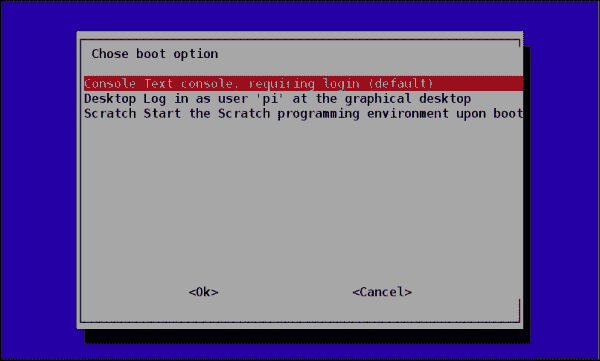 Chose boot option
Console Text console, requiring login (default)
Desktop Log in as user 'pi' at the graphical desktop
Scratch Start the Scratch programming environment upon boot
<Ok> <Cancel>